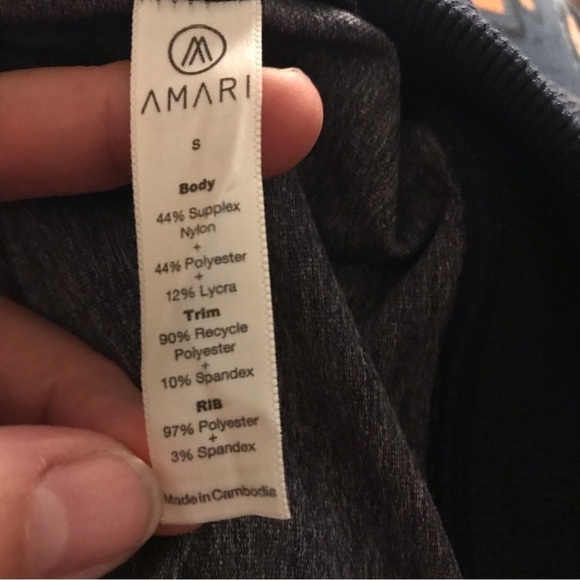 AMARI
S
Body
44% Supplex
Nylon
+
44% Polyester
+
12% Lycra
Trim
90% Recycle
Polyester
+
10% Spandex
RIB
97% Polyester
+
3% Spandex
Made in Cambodia